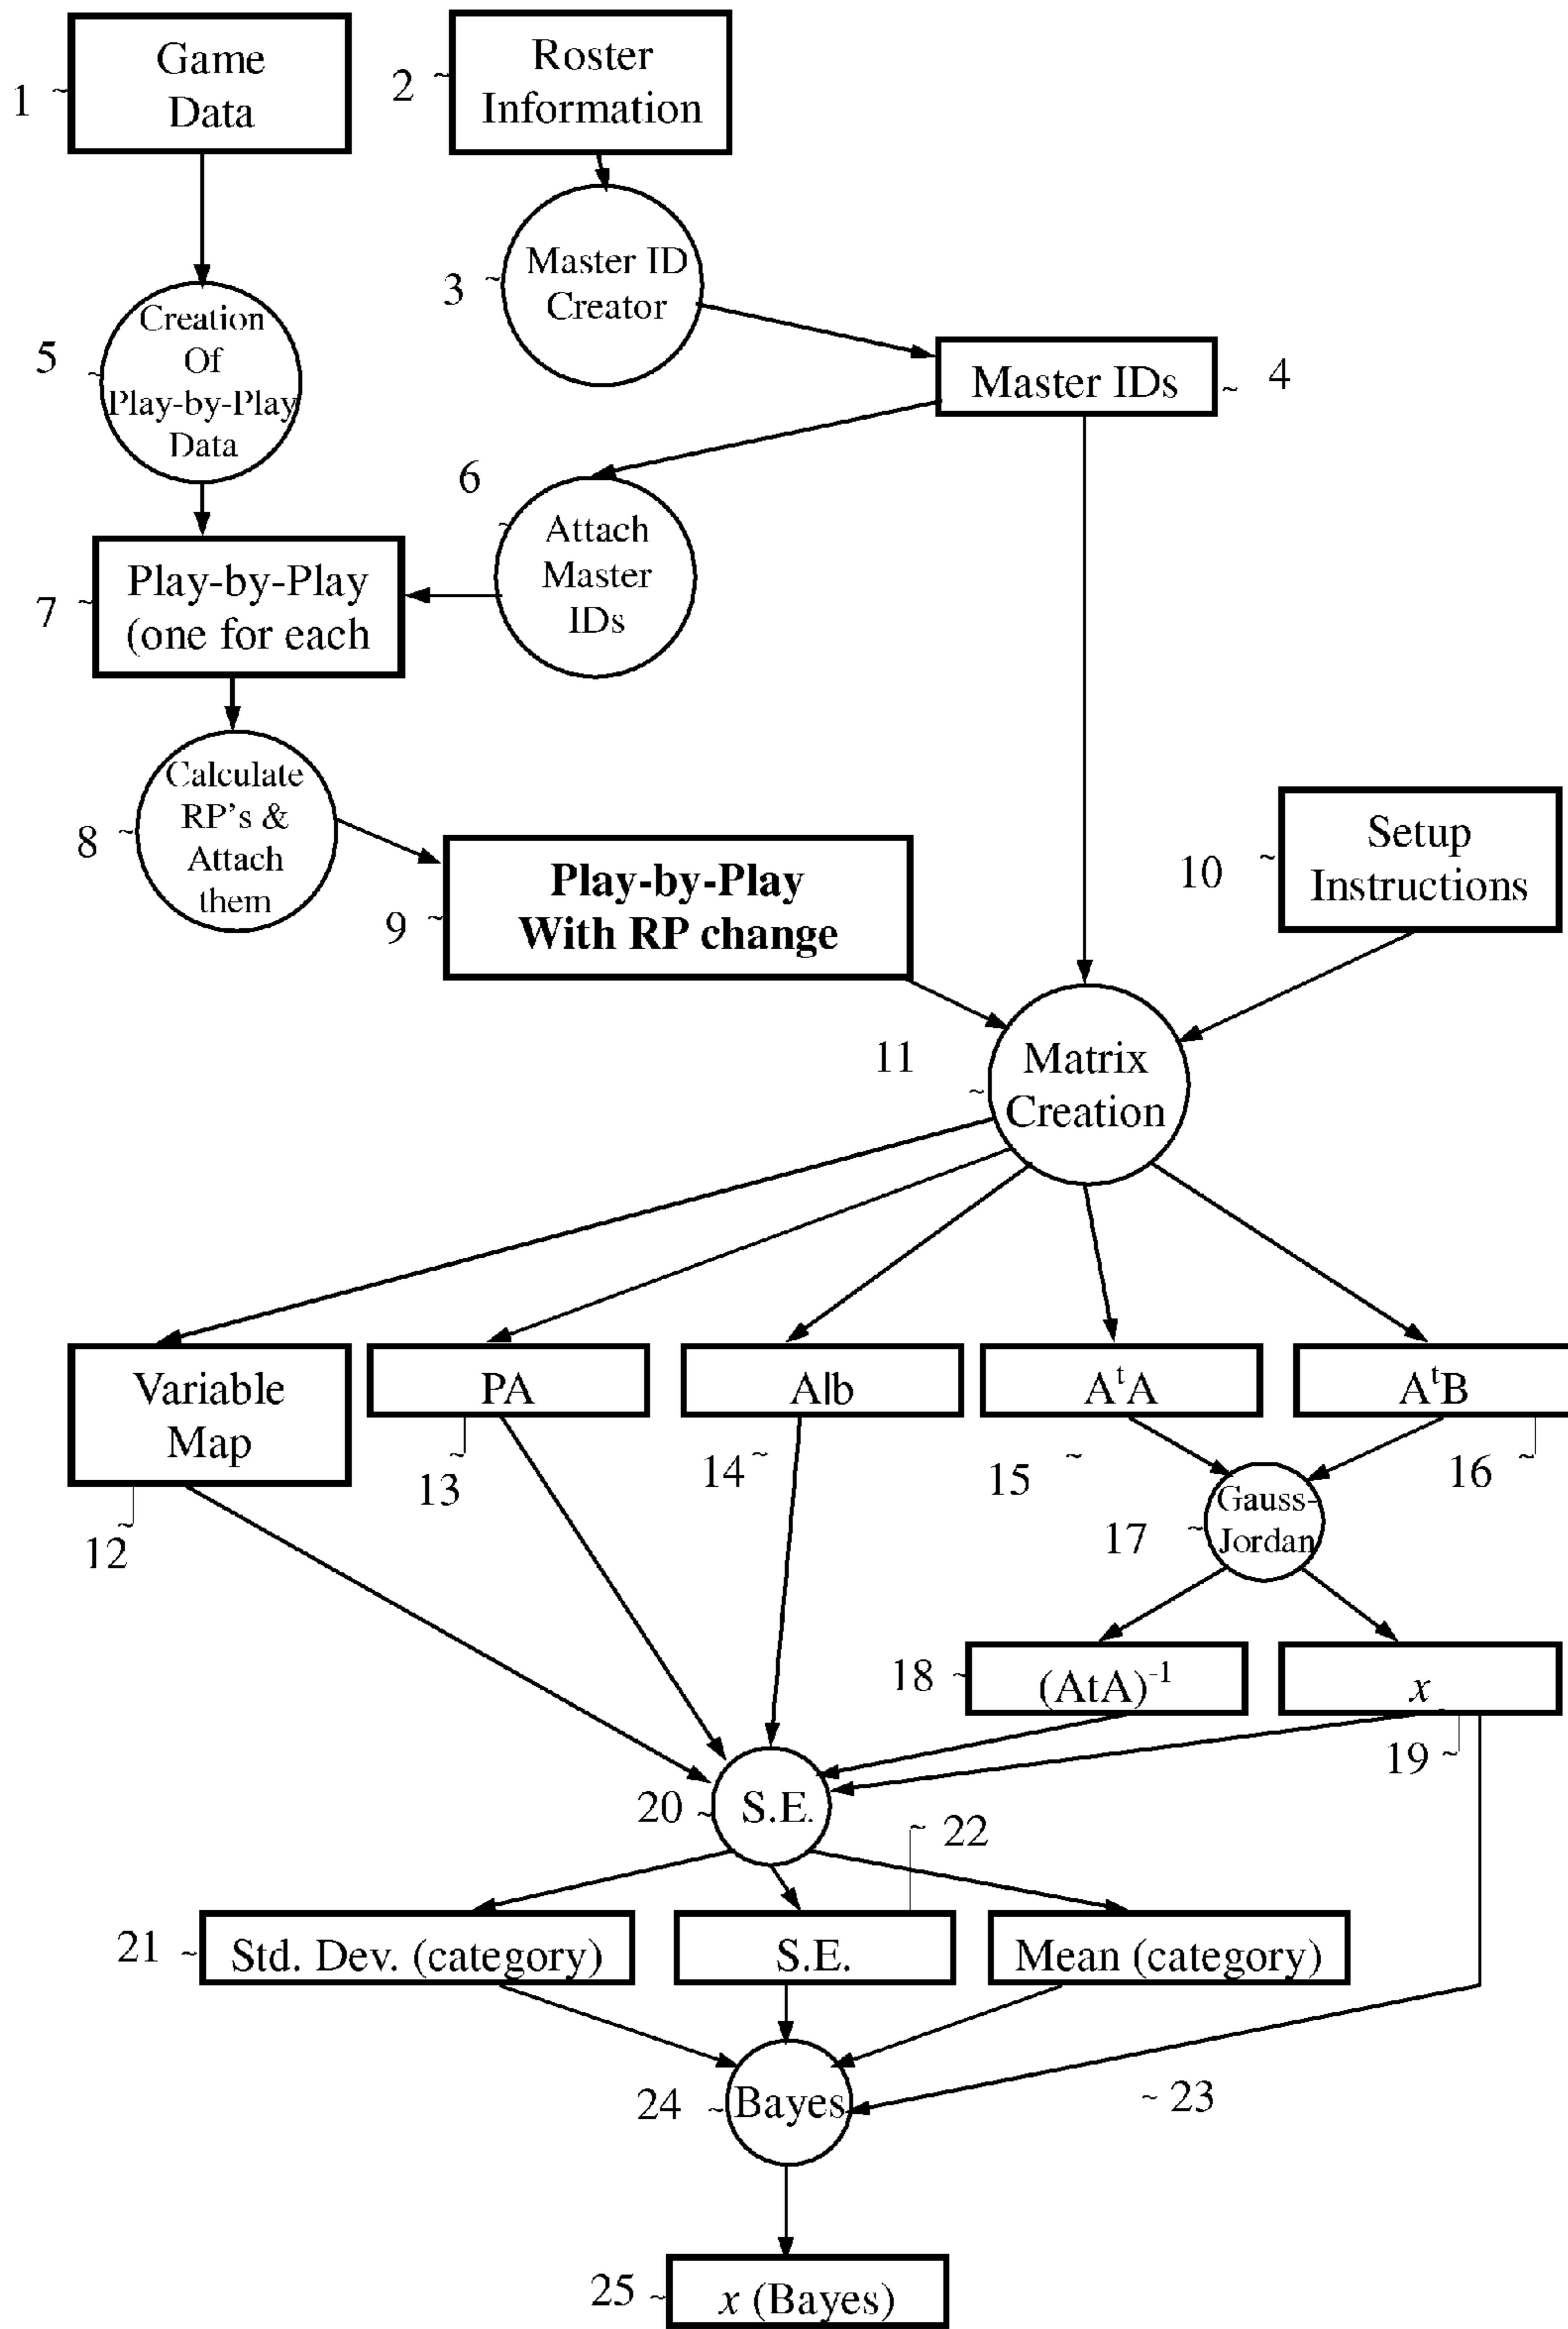 1
Game
Data
2
Roster
Information
3
Master ID
Creator
Master IDs
4
5
Creation
Of
Play-by-Play
Data
6
Attach
Master
IDs
7
Play-by-Play
(one for each
8
Calculate
RP's &
Attach
them
9
Play-by-Play
With RP change
10
Setup
Instructions
11
Matrix
Creation
Variable
Map
12
PA
13
A|b
14
AᵗA
15
AᵗB
16
17
Gauss-
Jordan
18
(AtA)⁻¹
x
19
20
S.E.
22
21
Std. Dev. (category)
S.E.
Mean (category)
23
24
Bayes
25
x (Bayes)